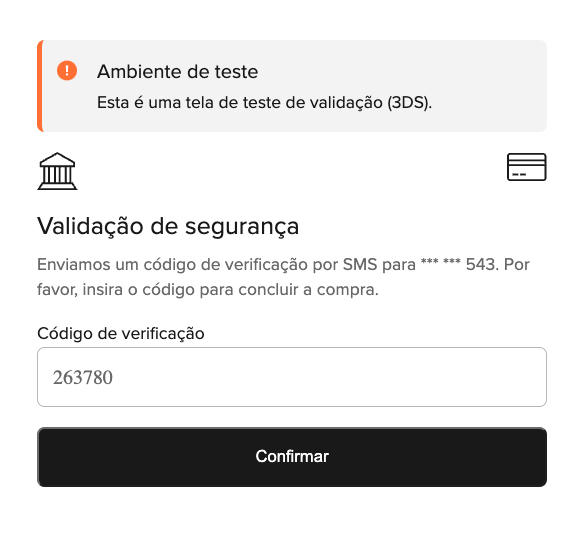 Ambiente de teste
Esta é uma tela de teste de validação (3DS).
Validação de segurança
Enviamos um código de verificação por SMS para *** *** 543. Por
favor, insira o código para concluir a compra.
Código de verificação
263780
Confirmar